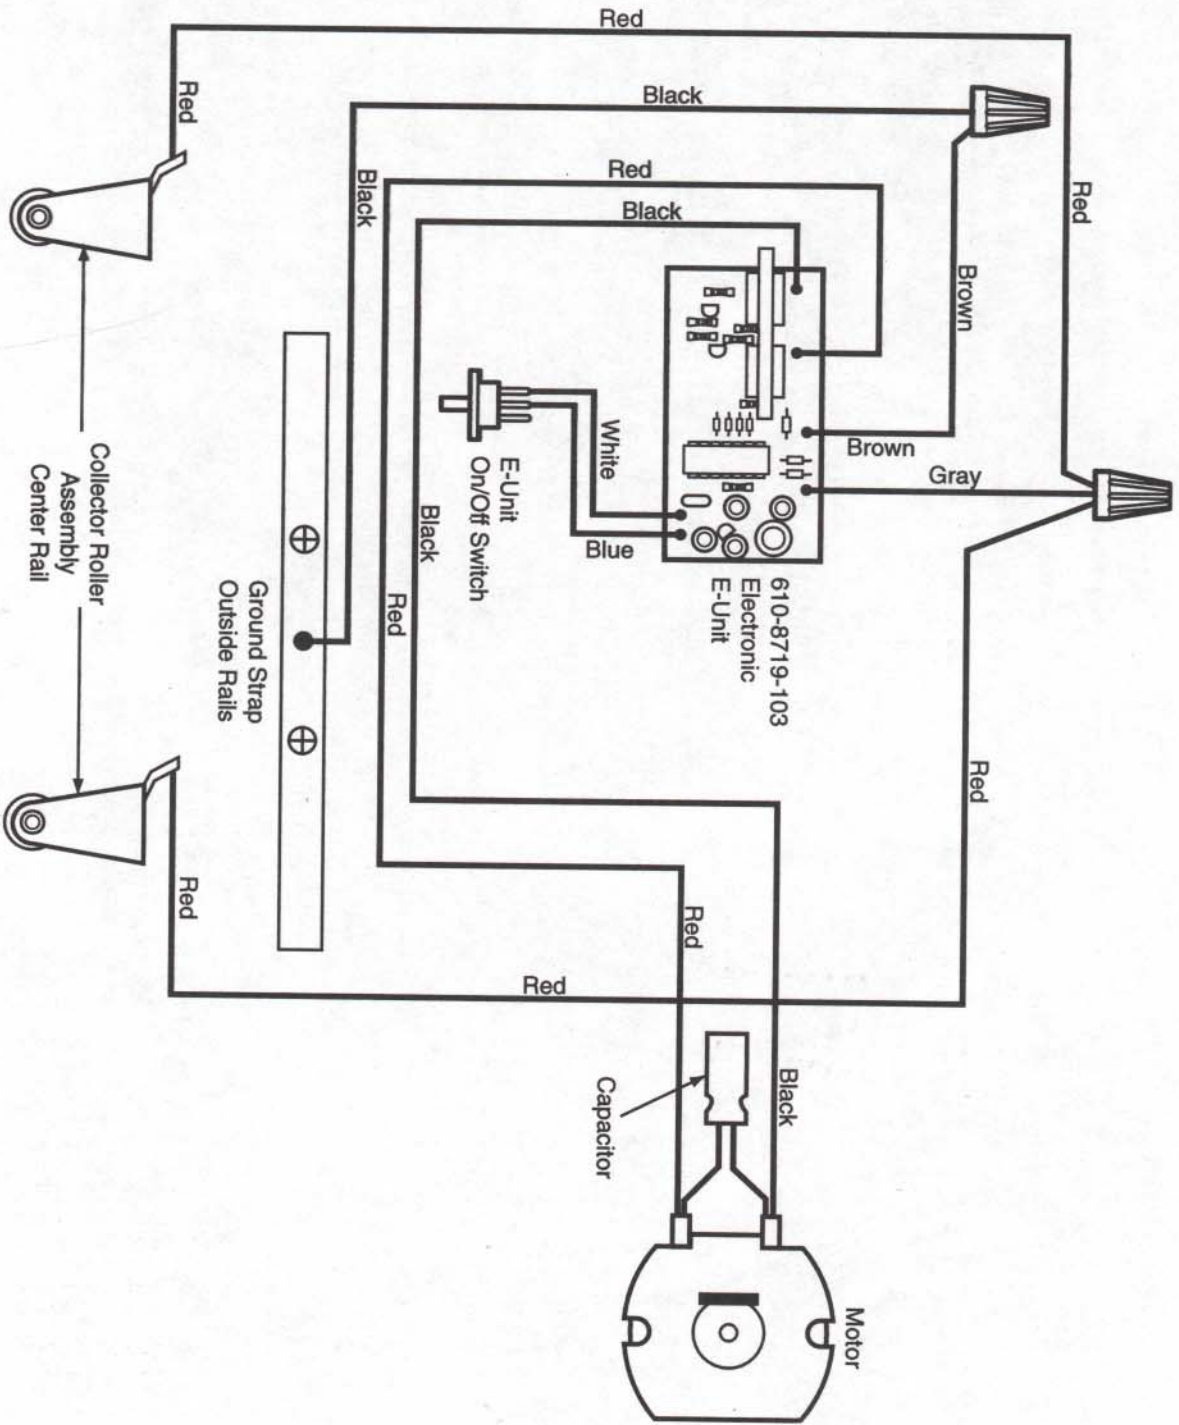 Red
Red
Black
Black
Red
Black
Red
Brown
Brown
Gray
White
Blue
E-Unit
On/Off Switch
610-8719-103
Electronic
E-Unit
D
D
Black
Red
Collector Roller
Assembly
Center Rail
Ground Strap
Outside Rails
Red
Red
Red
Red
Black
Capacitor
Motor